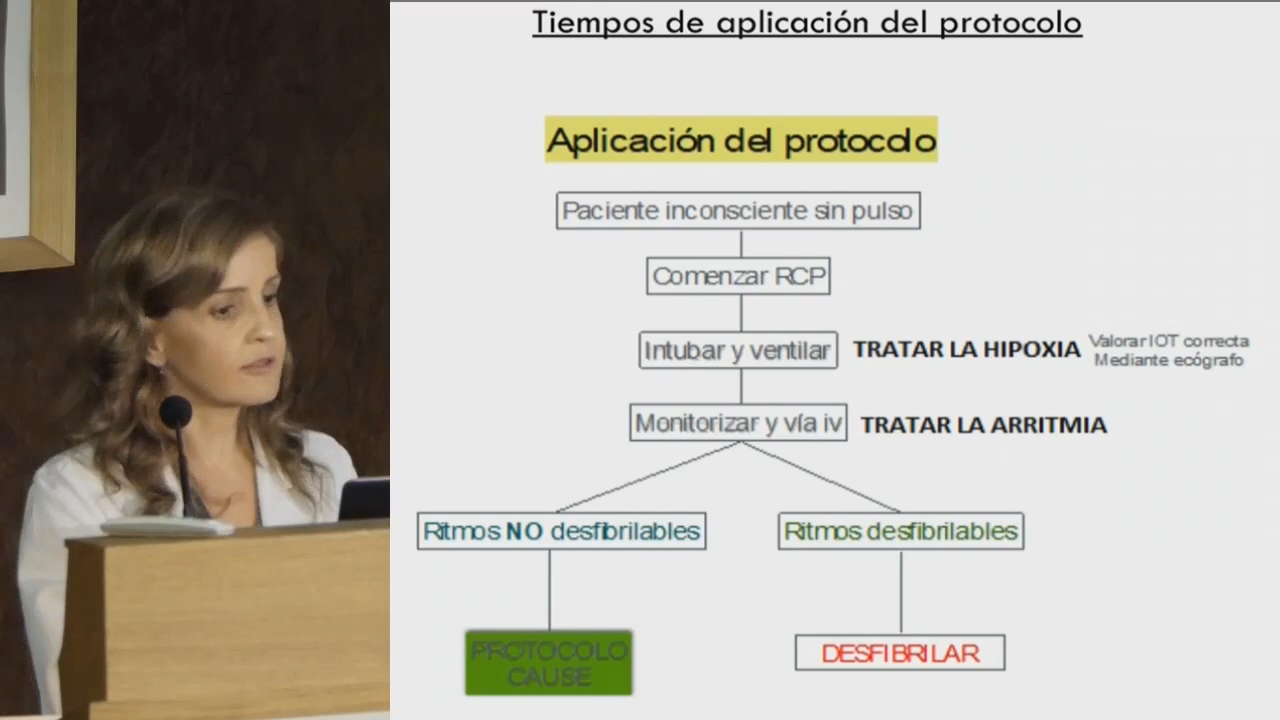 Tiempos de aplicación del protocolo
Aplicación del protocolo
Paciente inconsciente sin pulso
Comenzar RCP
Intubar y ventilar
TRATAR LA HIPOXIA
Valorar IOT correcta
Mediante ecógrafo
Monitorizar y vía iv
TRATAR LA ARRITMIA
Ritmos NO desfibrilables
Ritmos desfibrilables
PROTOCOLO
CAUSE
DESFIBRILAR